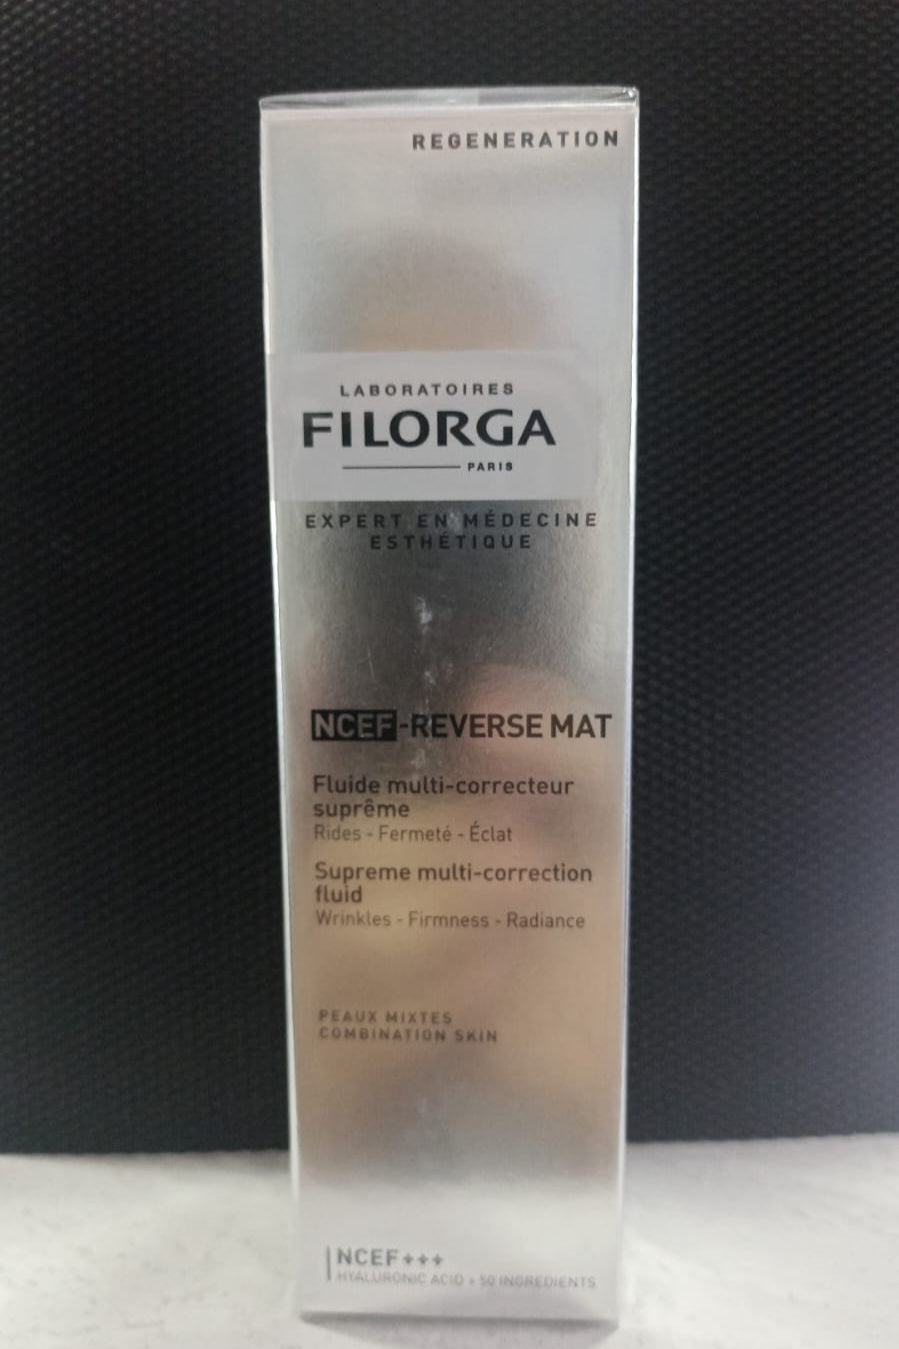 REGENERATION
LABORATOIRES
FILORGA
PARIS
EXPERT EN MÉDECINE
ESTHÉTIQUE
NCEF-REVERSE MAT
Fluide multi-correcteur
suprême
Rides - Fermeté - Éclat
Supreme multi-correction
fluid
Wrinkles - Firmness - Radiance
PEAUX MIXTES
COMBINATION SKIN
NCEF+++
HYALURONIC ACID + 50 INGREDIENTS